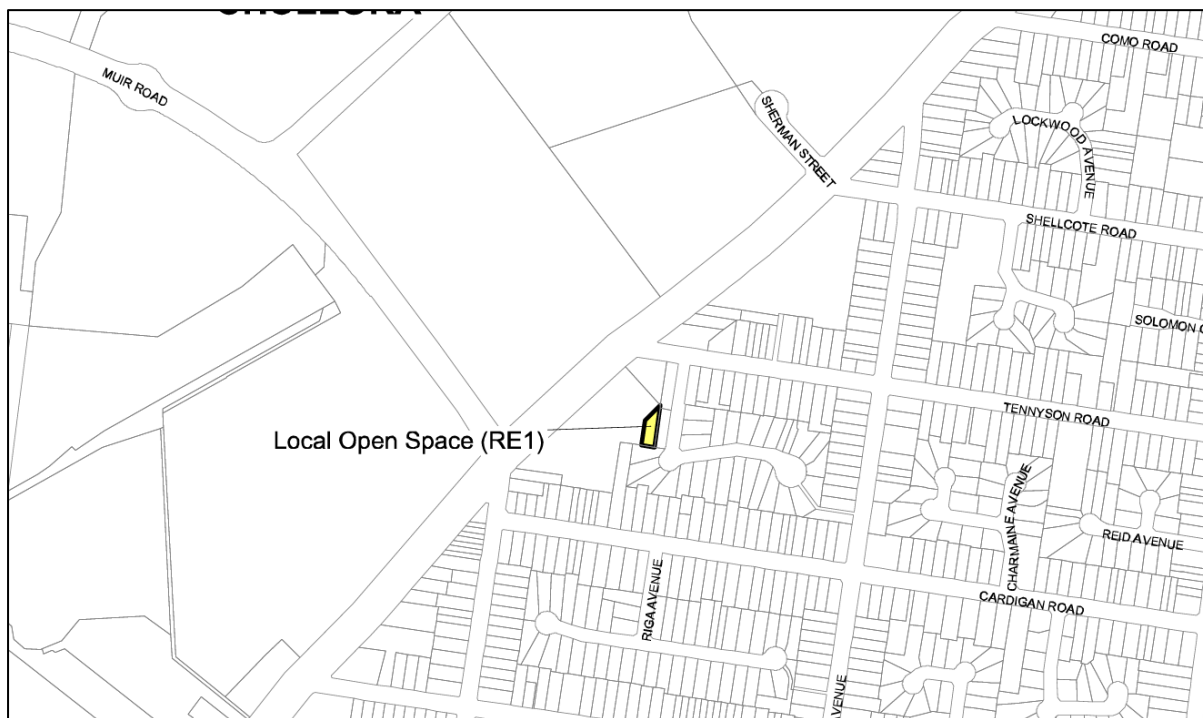 MUIR ROAD
COMO ROAD
SHERMAN STREET
LOCKWOOD AVENUE
SHELLCOTE ROAD
SOLOMON
TENNYSON ROAD
Local Open Space (RE1)
CHARMAINE AVENUE
REID AVENUE
RIGA AVENUE
CARDIGAN ROAD
AVENUE